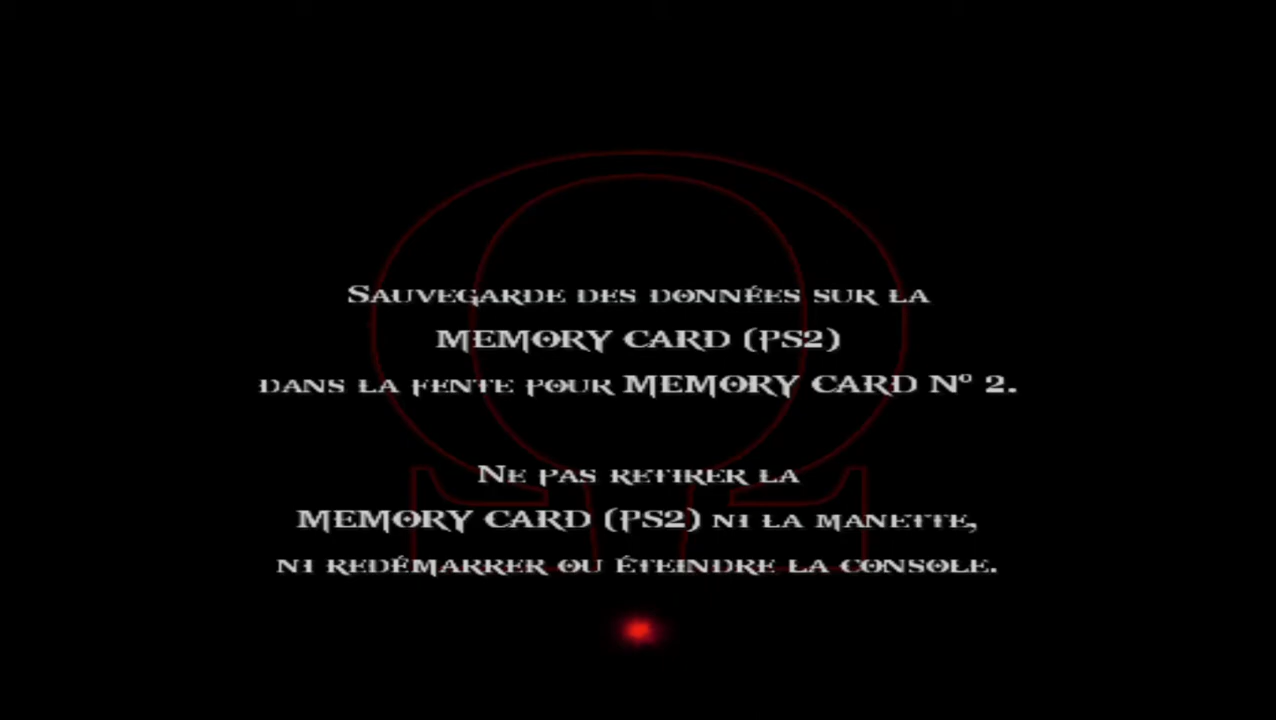 Sauvegarde des données sur la
MEMORY CARD (PS2)
dans la fente pour MEMORY CARD Nº 2.
Ne pas retirer la
MEMORY CARD (PS2) ni la manette,
ni redémarrer ou éteindre la console.